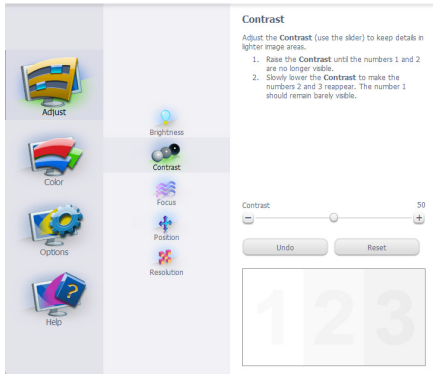 Adjust
Color
Options
Help
Brightness
Contrast
Focus
Position
Resolution
Contrast
Adjust the Contrast (use the slider) to keep details in
lighter image areas.
1. Raise the Contrast until the numbers 1 and 2
are no longer visible.
2. Slowly lower the Contrast to make the
numbers 2 and 3 reappear. The number 1
should remain barely visible.
Contrast 50
Undo Reset
1 2 3